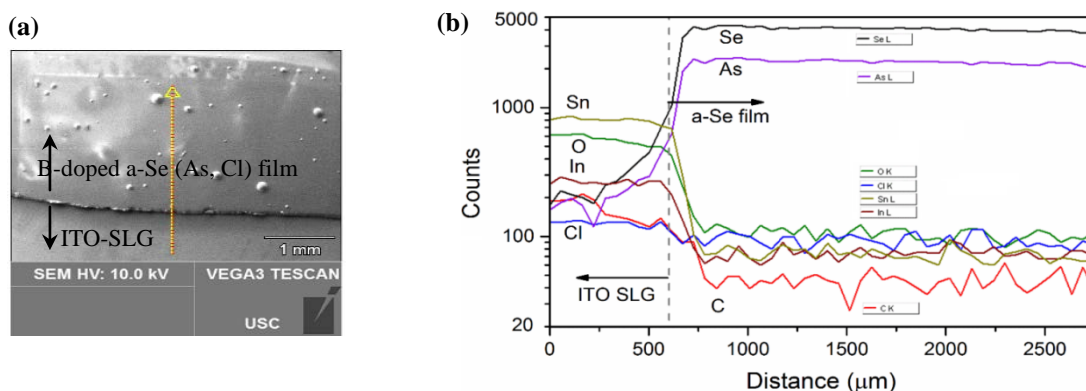 (a)
B-doped a-Se (As, Cl) film
ITO-SLG
1 mm
SEM HV: 10.0 kV
VEGA3 TESCAN
USC
(b)
5000
1000
100
20
Counts
Se
Se L
As
As L
a-Se film
Sn
O
In
Cl
O K
Cl K
Sn L
In L
ITO SLG
C
C K
0
500
1000
1500
2000
2500
Distance (μm)